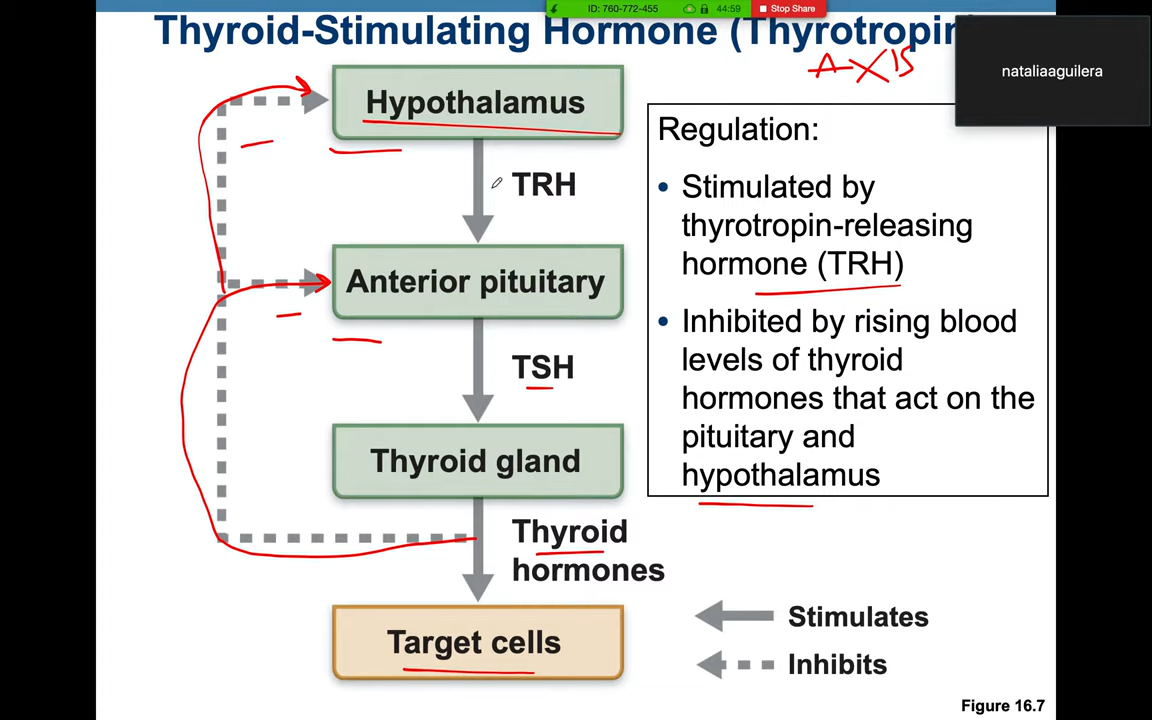 ID: 760-772-455
44:59
Stop Share
Thyroid-Stimulating Hormone (Thyrotropin)
AXIS
nataliaaguilera
Hypothalamus
TRH
Anterior pituitary
TSH
Thyroid gland
Thyroid
hormones
Target cells
Regulation:
• Stimulated by
thyrotropin-releasing
hormone (TRH)
• Inhibited by rising blood
levels of thyroid
hormones that act on the
pituitary and
hypothalamus
Stimulates
Inhibits
Figure 16.7